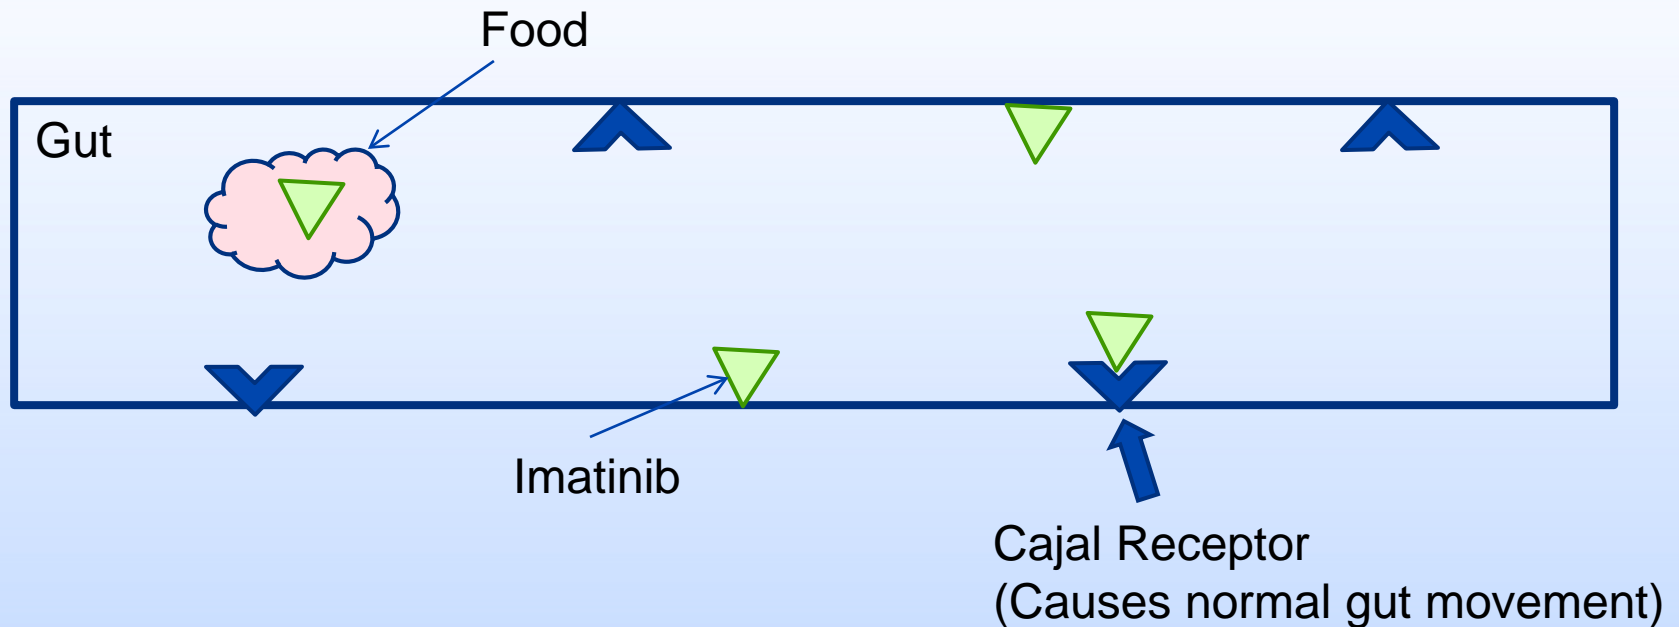 Food
Gut
Imatinib
Cajal Receptor
(Causes normal gut movement)